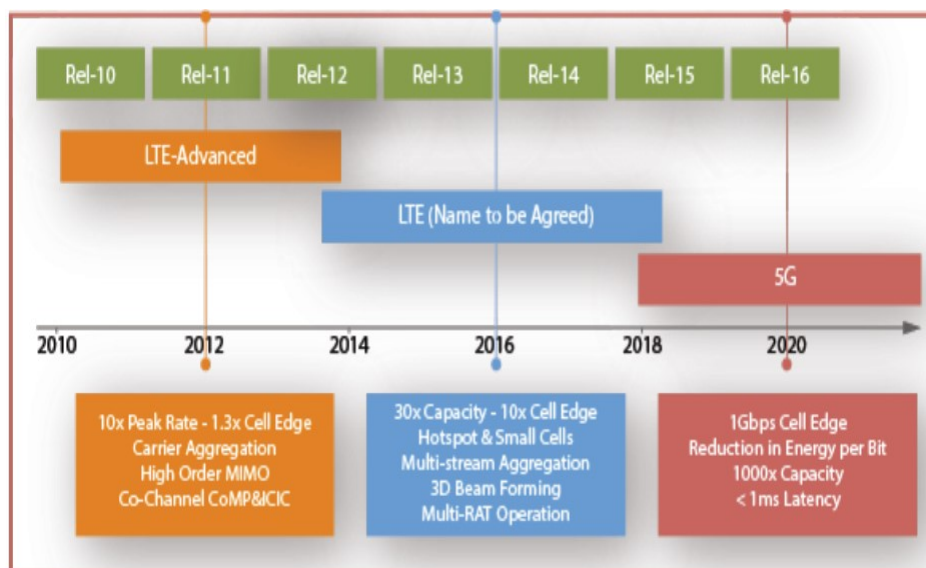 Rel-10
Rel-11
Rel-12
Rel-13
Rel-14
Rel-15
Rel-16
LTE-Advanced
LTE (Name to be Agreed)
5G
2010
2012
2014
2016
2018
2020
10x Peak Rate - 1.3x Cell Edge
Carrier Aggregation
High Order MIMO
Co-Channel CoMP&ICIC
30x Capacity - 10x Cell Edge
Hotspot & Small Cells
Multi-stream Aggregation
3D Beam Forming
Multi-RAT Operation
1Gbps Cell Edge
Reduction in Energy per Bit
1000x Capacity
< 1ms Latency